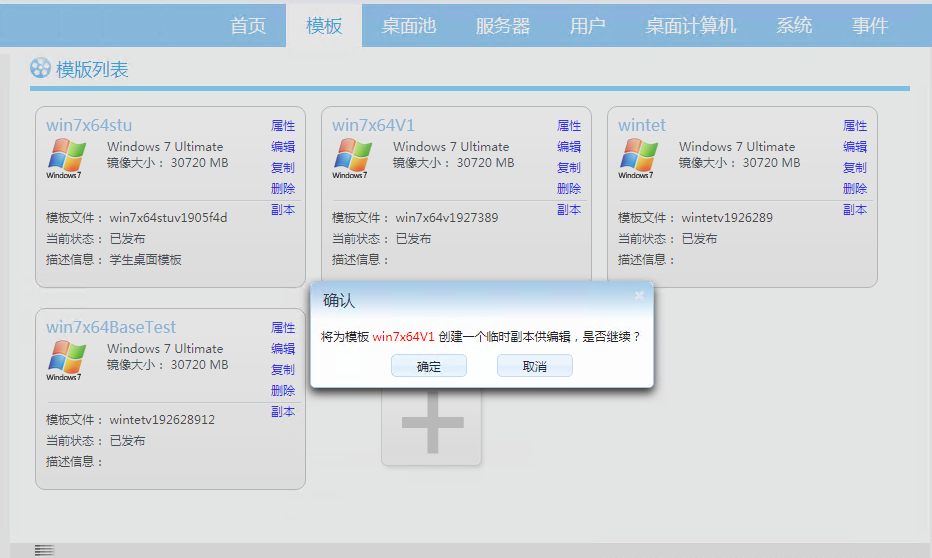 首页 模板 桌面池 服务器 用户 桌面计算机 系统 事件
模版列表
win7x64stu
属性
Windows 7 Ultimate
编辑
镜像大小： 30720 MB
复制
Windows7
删除
副本
模板文件： win7x64stuv1905f4d
当前状态： 已发布
描述信息： 学生桌面模板
win7x64V1
属性
Windows 7 Ultimate
编辑
镜像大小： 30720 MB
复制
Windows7
删除
副本
模板文件： win7x64v1927389
当前状态： 已发布
描述信息：
wintet
属性
Windows 7 Ultimate
编辑
镜像大小： 30720 MB
复制
Windows7
删除
副本
模板文件： wintetv1926289
当前状态： 已发布
描述信息：
win7x64BaseTest
属性
Windows 7 Ultimate
编辑
镜像大小： 30720 MB
复制
Windows7
删除
副本
模板文件： wintetv192628912
当前状态： 已发布
描述信息：
确认
将为模板 win7x64V1 创建一个临时副本供编辑，是否继续？
确定 取消